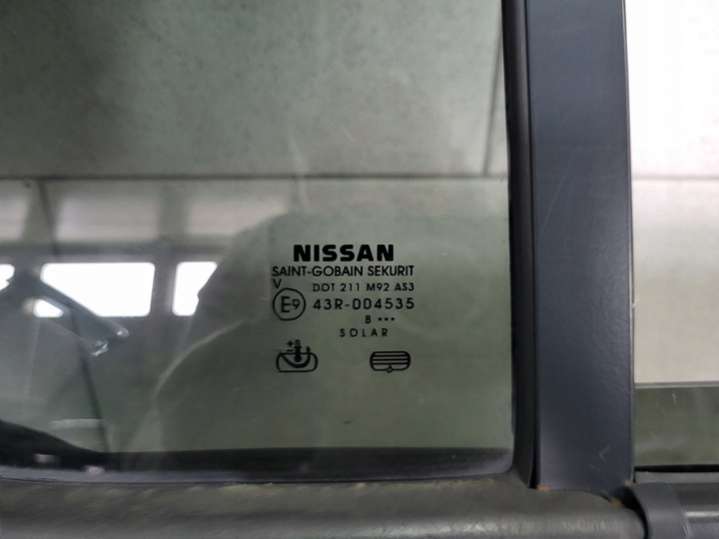 NISSAN
SAINT-GOBAIN SEKURIT
V DOT 211 M92 AS3
E9 43R-004535
8 ***
SOLAR
+S